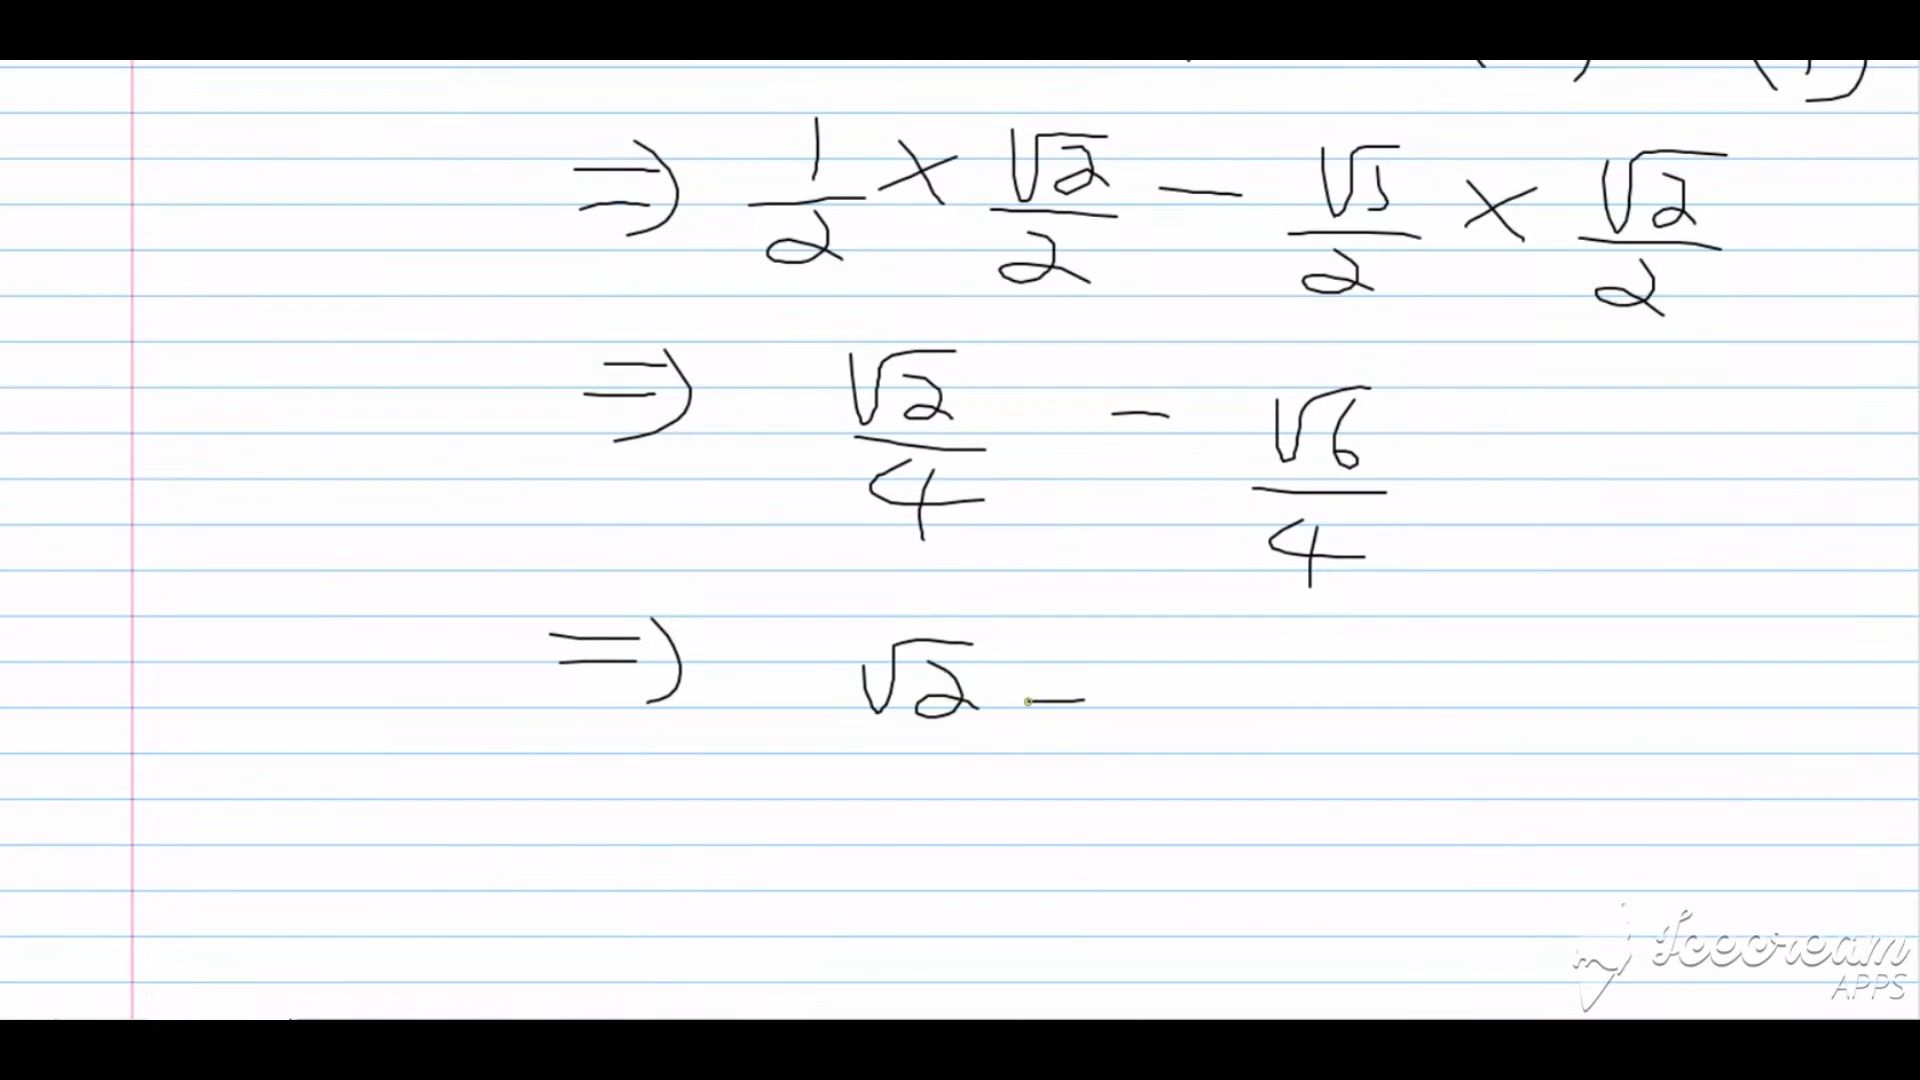 ⇒ 1/2 × √2/2 − √3/2 × √2/2
⇒ √2/4 − √6/4
⇒ √2 −
Icecream
APPS